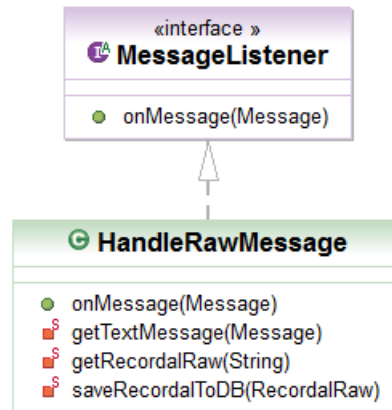 «interface »
MessageListener
onMessage(Message)
HandleRawMessage
onMessage(Message)
getTextMessage(Message)
getRecordalRaw(String)
saveRecordalToDB(RecordalRaw)